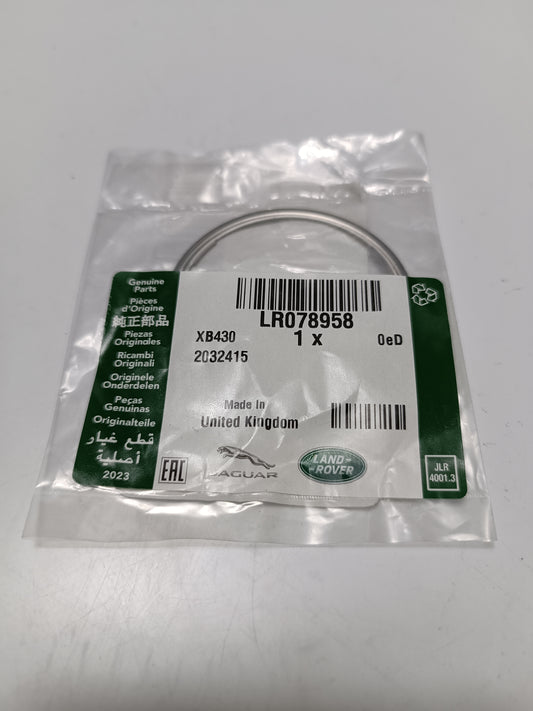 Genuine
Parts
Pièces
d'Origine
純正部品
Piezas
Originales
Ricambi
Originali
Originele
Onderdelen
Peças
Genuínas
Originalteile
قطع غيار
أصلية
2023
LR078958
XB430
1 x
0eD
2032415
Made In
United Kingdom
EAC
JAGUAR
LAND
ROVER
JLR
4001.3